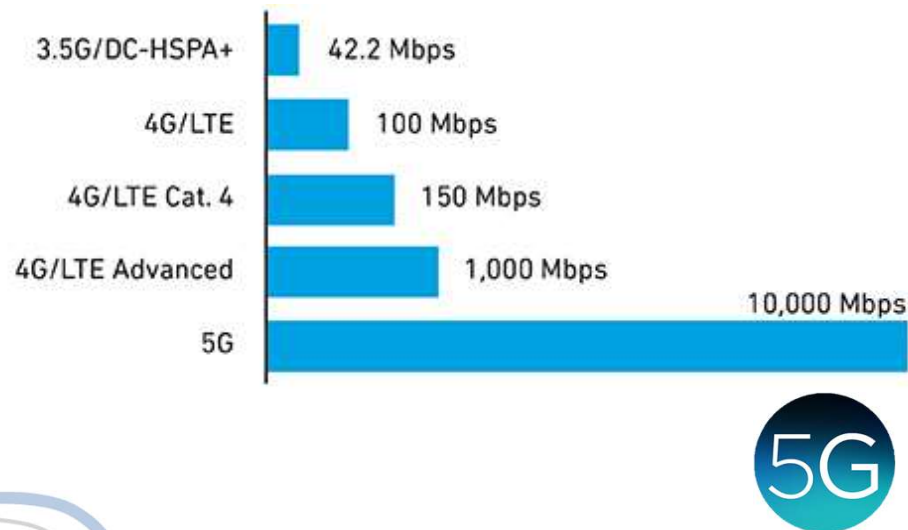 3.5G/DC-HSPA+ 42.2 Mbps
4G/LTE 100 Mbps
4G/LTE Cat. 4 150 Mbps
4G/LTE Advanced 1,000 Mbps
10,000 Mbps
5G
5G